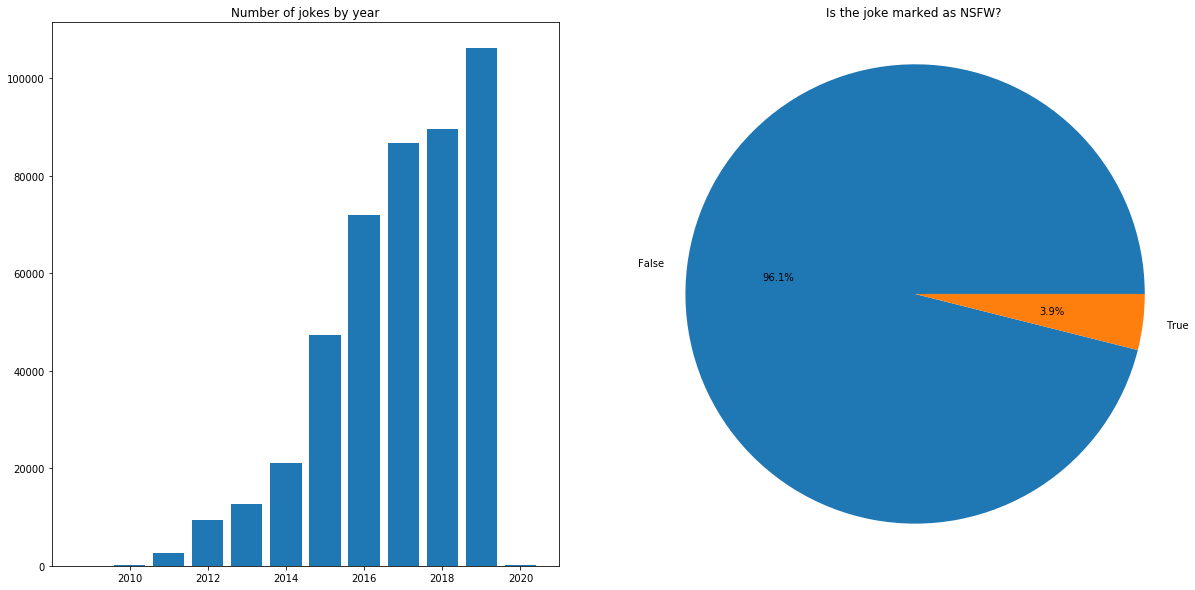 Number of jokes by year
100000
80000
60000
40000
20000
0
2010 2012 2014 2016 2018 2020
Is the joke marked as NSFW?
False
96.1%
3.9%
True